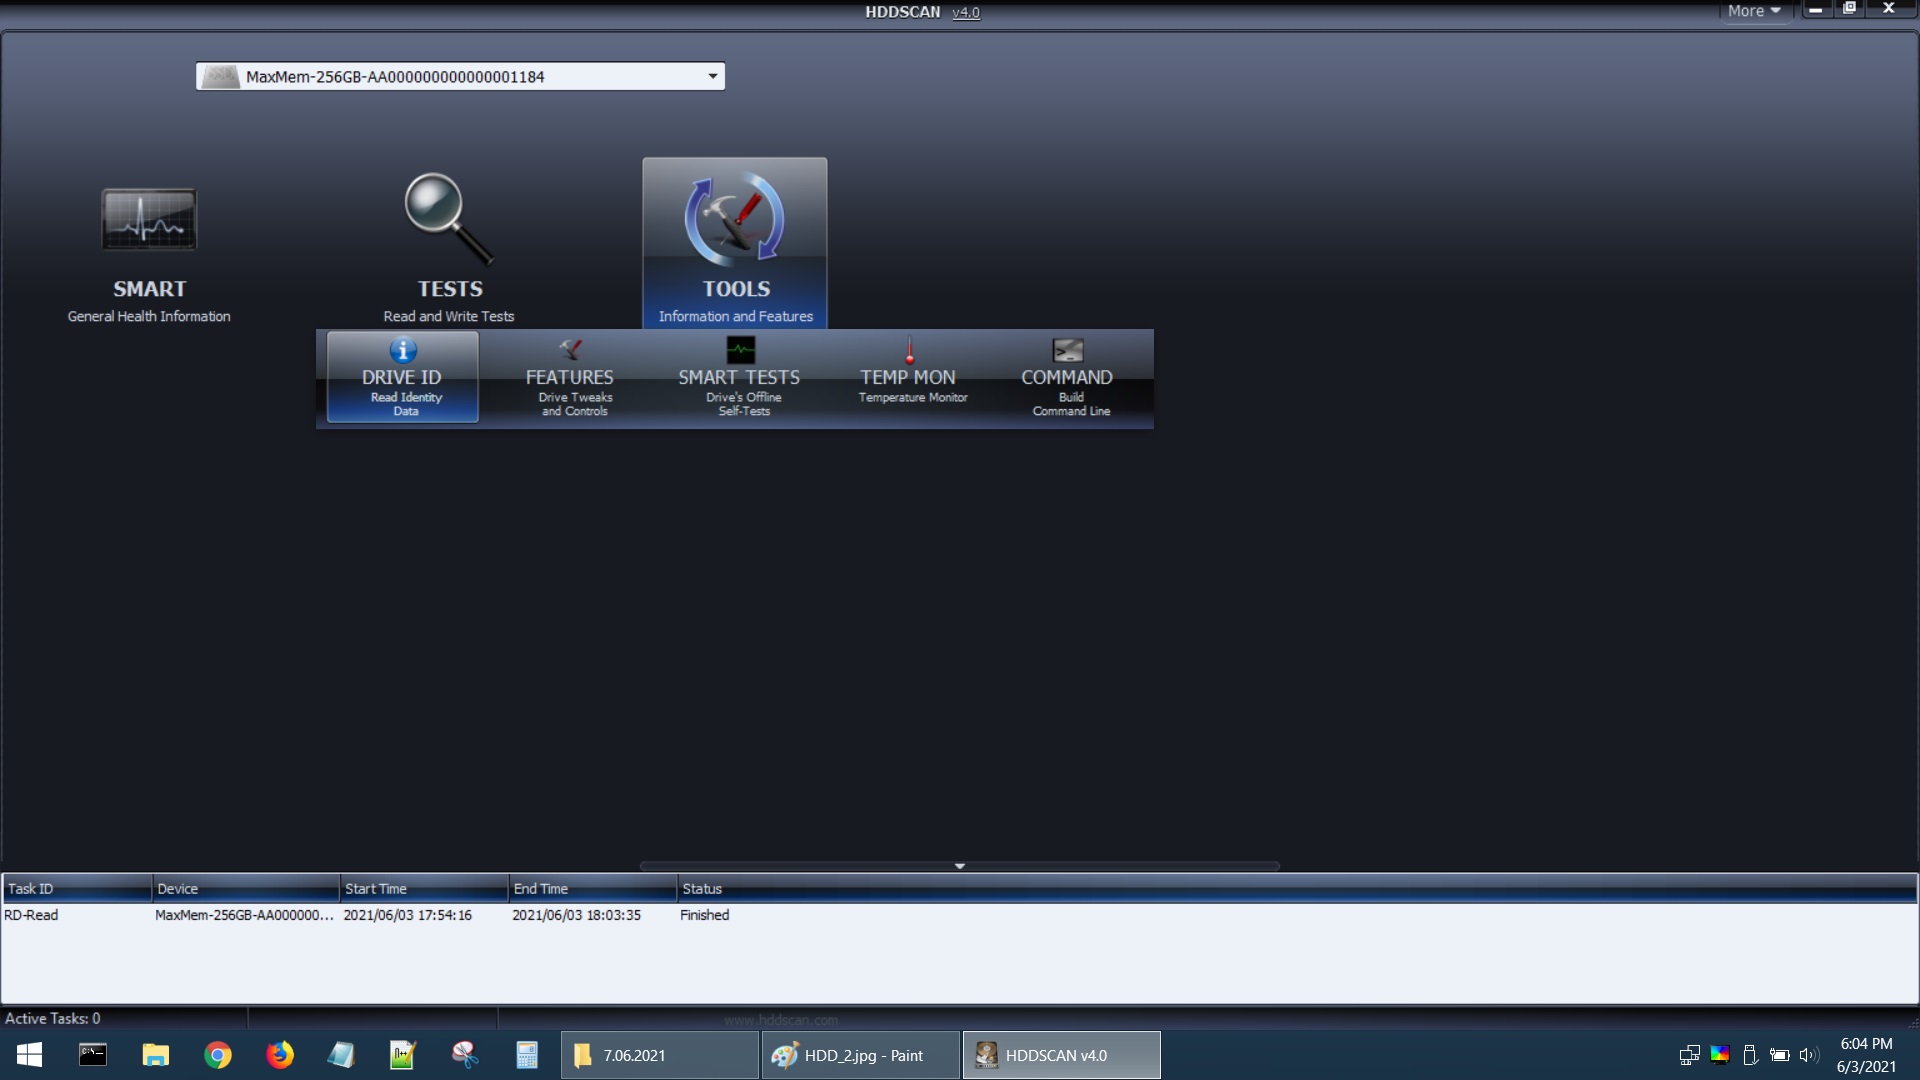 HDDSCAN v4.0
More
MaxMem-256GB-AA000000000000001184
SMART
General Health Information
TESTS
Read and Write Tests
TOOLS
Information and Features
DRIVE ID
Read Identity
Data
FEATURES
Drive Tweaks
and Controls
SMART TESTS
Drive's Offline
Self-Tests
TEMP MON
Temperature Monitor
COMMAND
Build
Command Line
Task ID Device Start Time End Time Status
RD-Read MaxMem-256GB-AA000000... 2021/06/03 17:54:16 2021/06/03 18:03:35 Finished
Active Tasks: 0
www.hddscan.com
7.06.2021
HDD_2.jpg - Paint
HDDSCAN v4.0
6:04 PM
6/3/2021